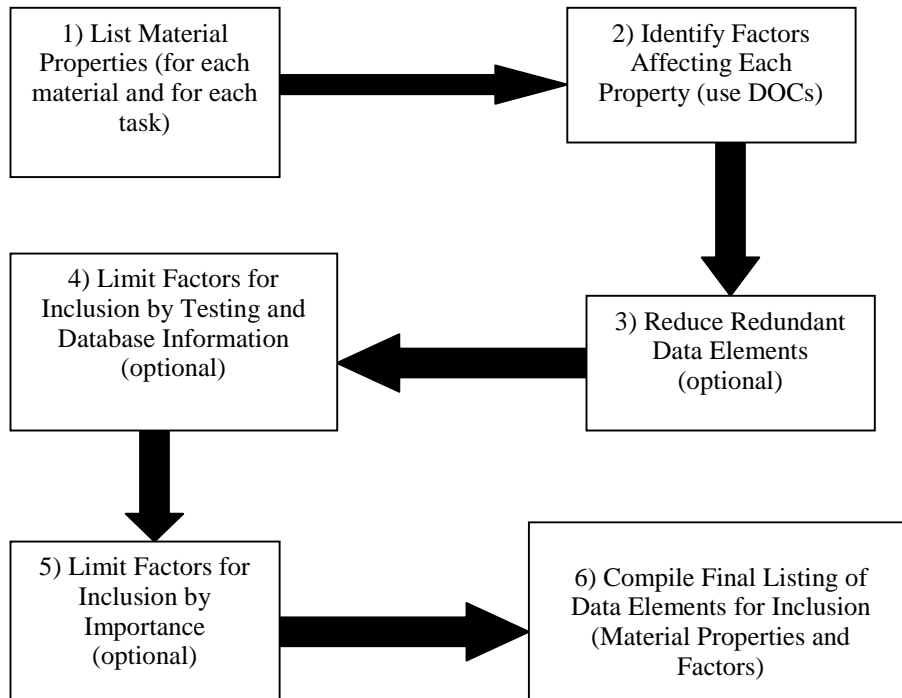 1) List Material
Properties (for each
material and for each
task)
2) Identify Factors
Affecting Each
Property (use DOCs)
3) Reduce Redundant
Data Elements
(optional)
4) Limit Factors for
Inclusion by Testing and
Database Information
(optional)
5) Limit Factors for
Inclusion by
Importance
(optional)
6) Compile Final Listing of
Data Elements for Inclusion
(Material Properties and
Factors)